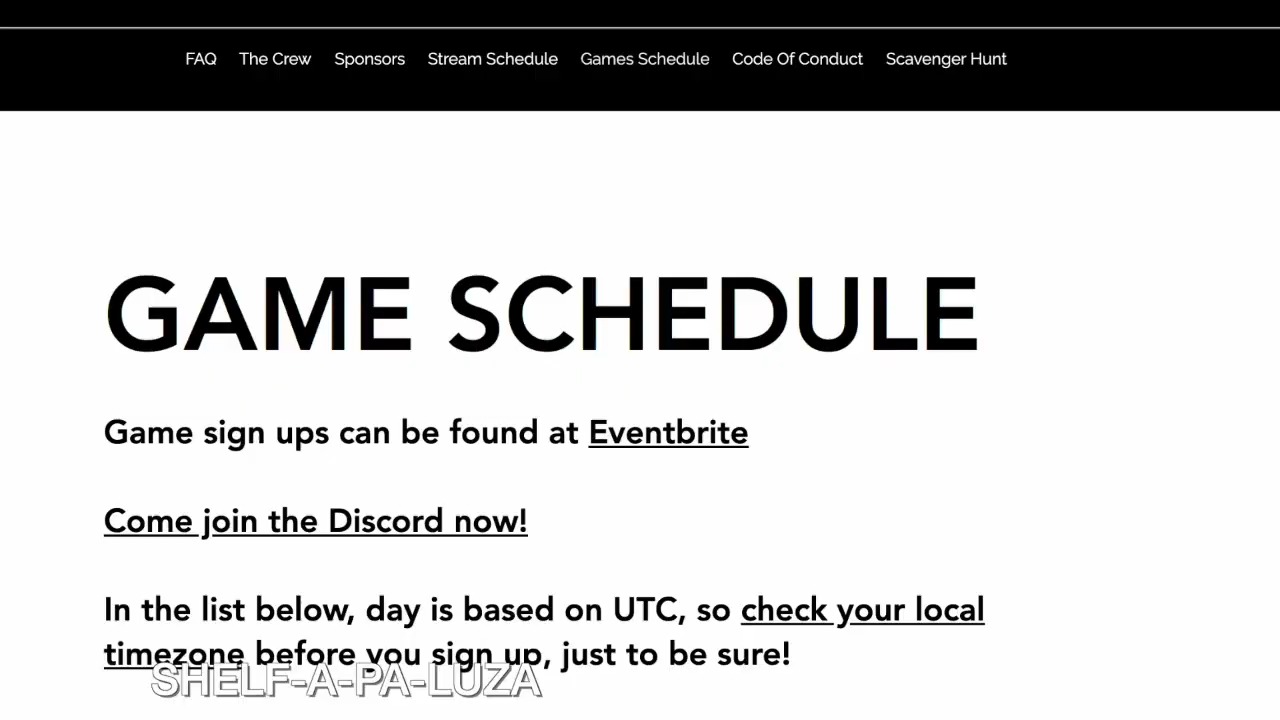 FAQ The Crew Sponsors Stream Schedule Games Schedule Code Of Conduct Scavenger Hunt
GAME SCHEDULE
Game sign ups can be found at Eventbrite
Come join the Discord now!
In the list below, day is based on UTC, so check your local
timezone before you sign up, just to be sure!
SHELF-A-PA-LUZA